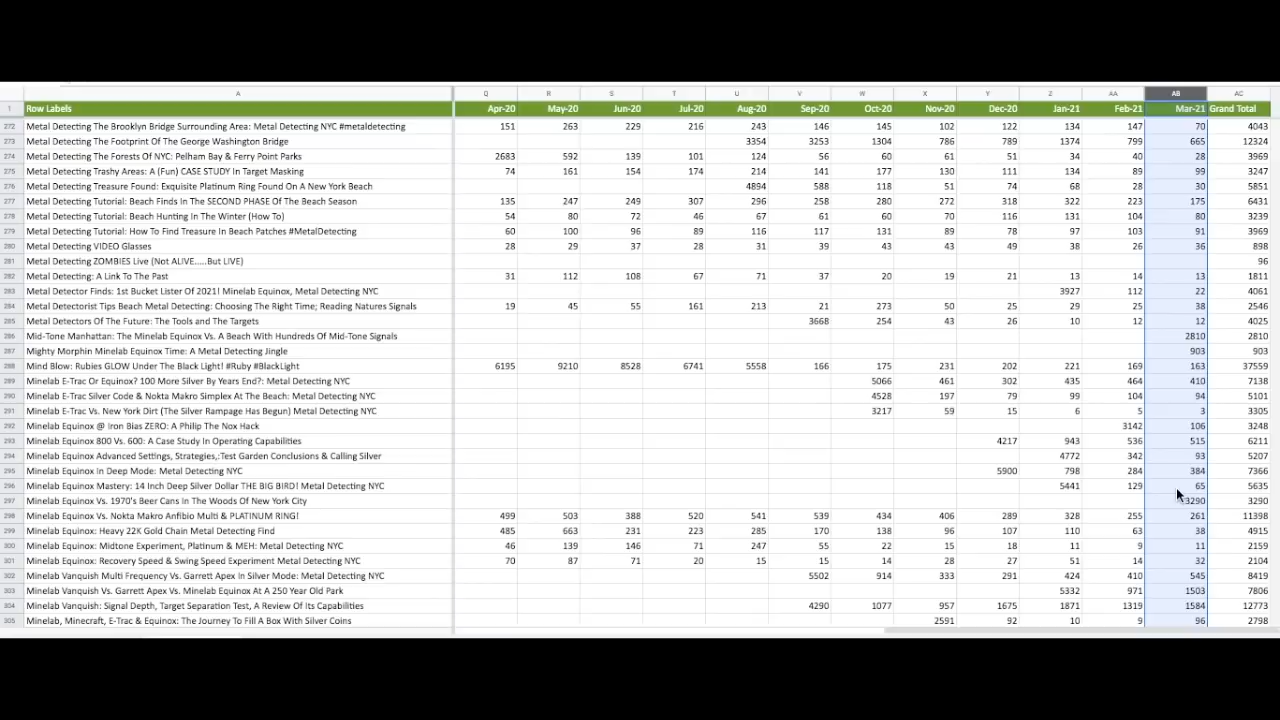 A Q R S T U V W X Y Z AA AB AC
1 Row Labels Apr-20 May-20 Jun-20 Jul-20 Aug-20 Sep-20 Oct-20 Nov-20 Dec-20 Jan-21 Feb-21 Mar-21 Grand Total
272 Metal Detecting The Brooklyn Bridge Surrounding Area: Metal Detecting NYC #metaldetecting 151 263 229 216 243 146 145 102 122 134 147 70 4043
273 Metal Detecting The Footprint Of The George Washington Bridge 3354 3253 1304 786 789 1374 799 665 12324
274 Metal Detecting The Forests Of NYC: Pelham Bay & Ferry Point Parks 2683 592 139 101 124 56 60 61 51 34 40 28 3969
275 Metal Detecting Trashy Areas: A (Fun) CASE STUDY In Target Masking 74 161 154 174 214 141 177 130 111 134 89 99 3247
276 Metal Detecting Treasure Found: Exquisite Platinum Ring Found On A New York Beach 4894 588 118 51 74 68 28 30 5851
277 Metal Detecting Tutorial: Beach Finds In The SECOND PHASE Of The Beach Season 135 247 249 307 296 258 280 272 318 322 223 175 6431
278 Metal Detecting Tutorial: Beach Hunting In The Winter (How To) 54 80 72 46 67 61 60 70 116 131 104 80 3239
279 Metal Detecting Tutorial: How To Find Treasure In Beach Patches #MetalDetecting 60 100 96 89 116 117 131 89 78 97 103 91 3969
280 Metal Detecting VIDEO Glasses 28 29 37 28 31 39 43 43 49 38 26 36 898
281 Metal Detecting ZOMBIES Live (Not ALIVE.....But LIVE) 96
282 Metal Detecting: A Link To The Past 31 112 108 67 71 37 20 19 21 13 14 13 1811
283 Metal Detector Finds: 1st Bucket Lister Of 2021! Minelab Equinox, Metal Detecting NYC 3927 112 22 4061
284 Metal Detectorist Tips Beach Metal Detecting: Choosing The Right Time; Reading Natures Signals 19 45 55 161 213 21 273 50 25 29 25 38 2546
285 Metal Detectors Of The Future: The Tools and The Targets 3668 254 43 26 10 12 12 4025
286 Mid-Tone Manhattan: The Minelab Equinox Vs. A Beach With Hundreds Of Mid-Tone Signals 2810 2810
287 Mighty Morphin Minelab Equinox Time: A Metal Detecting Jingle 903 903
288 Mind Blow: Rubies GLOW Under The Black Light! #Ruby #BlackLight 6195 9210 8528 6741 5558 166 175 231 202 221 169 163 37559
289 Minelab E-Trac Or Equinox? 100 More Silver By Years End?: Metal Detecting NYC 5066 461 302 435 464 410 7138
290 Minelab E-Trac Silver Code & Nokta Makro Simplex At The Beach: Metal Detecting NYC 4528 197 79 99 104 94 5101
291 Minelab E-Trac Vs. New York Dirt (The Silver Rampage Has Begun) Metal Detecting NYC 3217 59 15 6 5 3 3305
292 Minelab Equinox @ Iron Bias ZERO: A Philip The Nox Hack 3142 106 3248
293 Minelab Equinox 800 Vs. 600: A Case Study In Operating Capabilities 4217 943 536 515 6211
294 Minelab Equinox Advanced Settings, Strategies,:Test Garden Conclusions & Calling Silver 4772 342 93 5207
295 Minelab Equinox In Deep Mode: Metal Detecting NYC 5900 798 284 384 7366
296 Minelab Equinox Mastery: 14 Inch Deep Silver Dollar THE BIG BIRD! Metal Detecting NYC 5441 129 65 5635
297 Minelab Equinox Vs. 1970's Beer Cans In The Woods Of New York City 3290 3290
298 Minelab Equinox Vs. Nokta Makro Anfibio Multi & PLATINUM RING! 499 503 388 520 541 539 434 406 289 328 255 261 11398
299 Minelab Equinox: Heavy 22K Gold Chain Metal Detecting Find 485 663 231 223 285 170 138 96 107 110 63 38 4915
300 Minelab Equinox: Midtone Experiment, Platinum & MEH: Metal Detecting NYC 46 139 146 71 247 55 22 15 18 11 9 11 2159
301 Minelab Equinox: Recovery Speed & Swing Speed Experiment Metal Detecting NYC 70 87 71 20 15 15 14 28 27 51 14 32 2104
302 Minelab Vanquish Multi Frequency Vs. Garrett Apex In Silver Mode: Metal Detecting NYC 5502 914 333 291 424 410 545 8419
303 Minelab Vanquish Vs. Garrett Apex Vs. Minelab Equinox At A 250 Year Old Park 5332 971 1503 7806
304 Minelab Vanquish: Signal Depth, Target Separation Test, A Review Of Its Capabilities 4290 1077 957 1675 1871 1319 1584 12773
305 Minelab, Minecraft, E-Trac & Equinox: The Journey To Fill A Box With Silver Coins 2591 92 10 9 96 2798